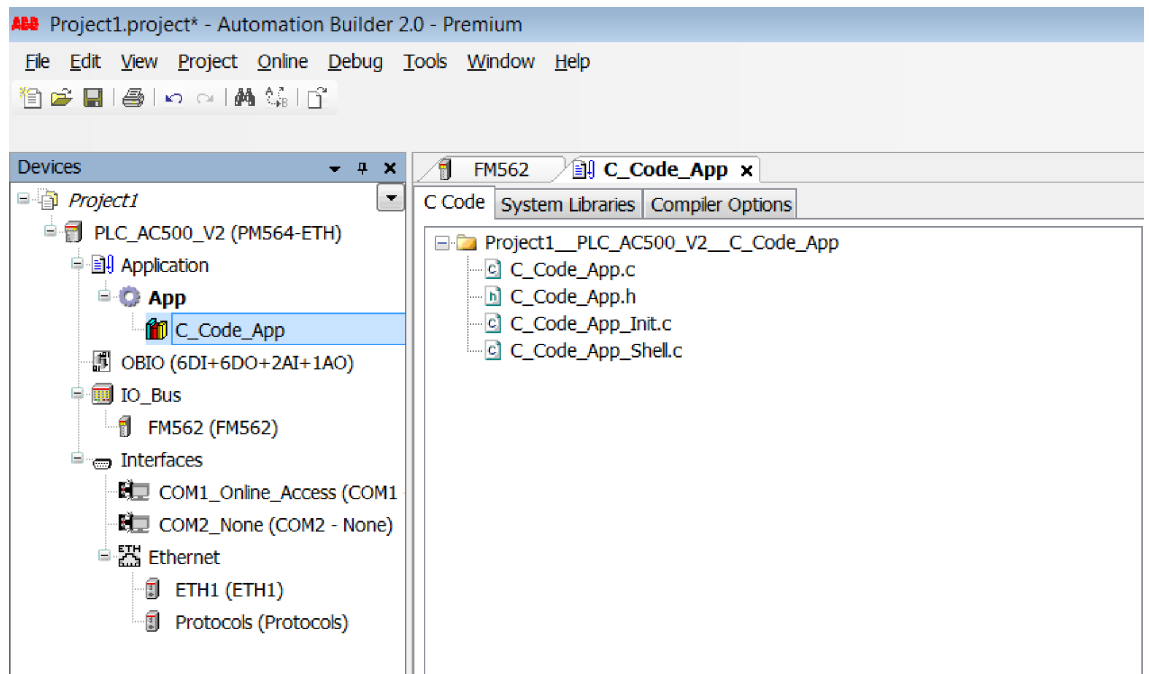 ABB Project1.project* - Automation Builder 2.0 - Premium
File Edit View Project Online Debug Tools Window Help
Devices
FM562 C_Code_App x
Project1
C Code System Libraries Compiler Options
PLC_AC500_V2 (PM564-ETH)
Application
App
C_Code_App
OBIO (6DI+6DO+2AI+1AO)
IO_Bus
FM562 (FM562)
Interfaces
COM1_Online_Access (COM1
COM2_None (COM2 - None)
ETH Ethernet
ETH1 (ETH1)
Protocols (Protocols)
Project1__PLC_AC500_V2__C_Code_App
c C_Code_App.c
h C_Code_App.h
c C_Code_App_Init.c
c C_Code_App_Shell.c